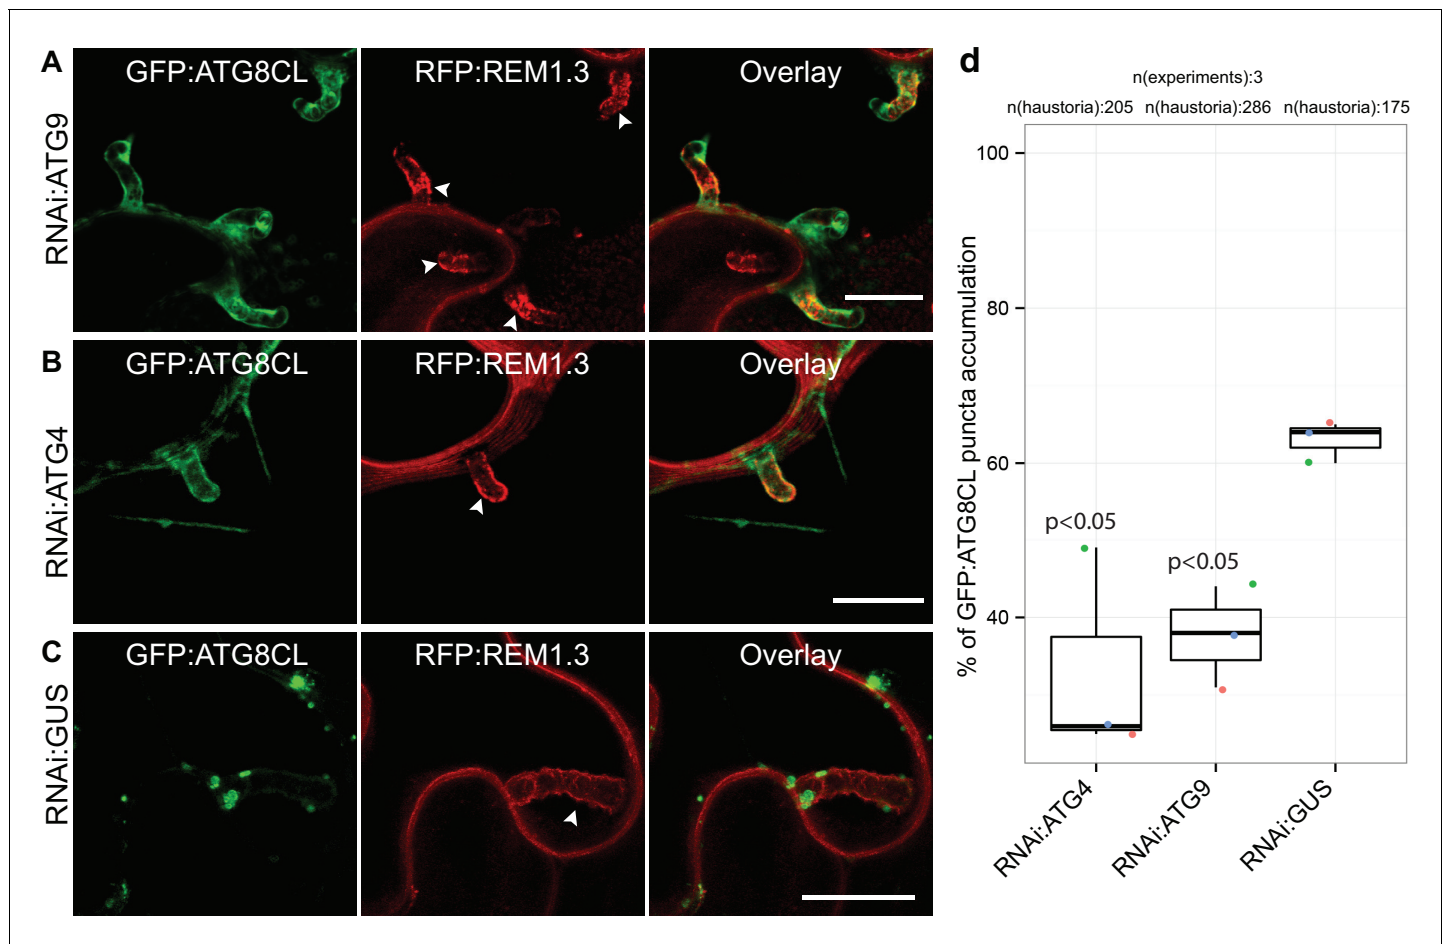 A
RNAi:ATG9
GFP:ATG8CL
RFP:REM1.3
Overlay
B
RNAi:ATG4
GFP:ATG8CL
RFP:REM1.3
Overlay
C
RNAi:GUS
GFP:ATG8CL
RFP:REM1.3
Overlay
d
n(experiments):3
n(haustoria):205 n(haustoria):286 n(haustoria):175
% of GFP:ATG8CL puncta accumulation
100
80
60
40
p<0.05
p<0.05
RNAi:ATG4
RNAi:ATG9
RNAi:GUS